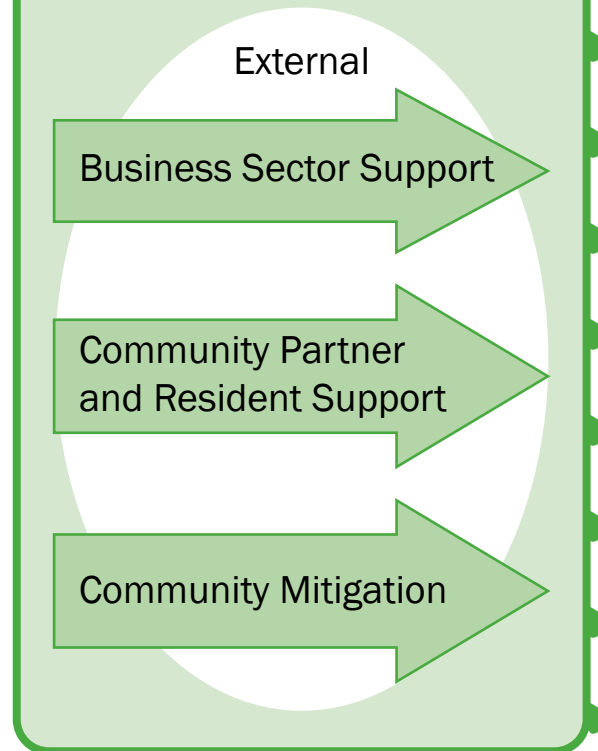 External
Business Sector Support
Community Partner
and Resident Support
Community Mitigation